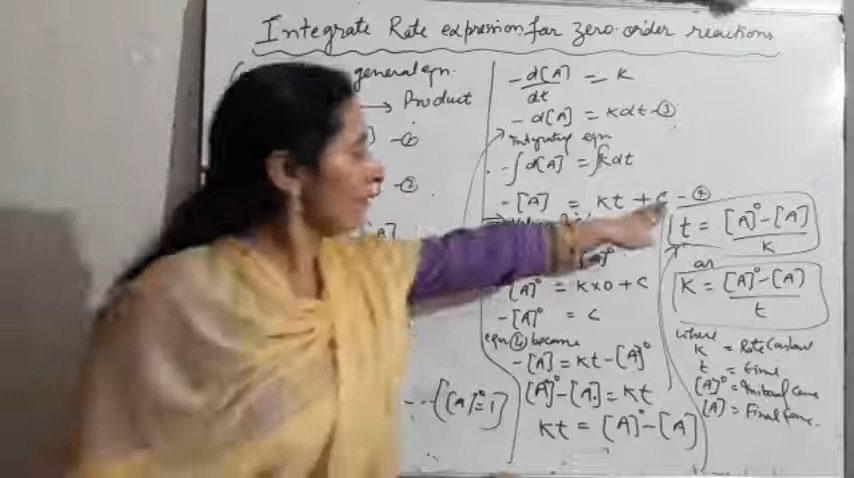 Integrate Rate expression for zero order reactions
general eqn.
→ Product
- ①
- ②
A]
... {[A]°=1}
- d[A]/dt = K
- d[A] = Kdt - ③
Integrating eqn
- ∫d[A] = ∫Kdt
- [A] = Kt + C - ④
[A]° = K×0 + C
- [A]° = C
eqn ④ become
- [A] = Kt - [A]°
[A]° - [A] = Kt
Kt = [A]° - [A]
t = [A]° - [A]/K
or
K = [A]° - [A]/t
where
K = Rate Constant
t = time
[A]° = Initial Conc
[A] = Final Conc.